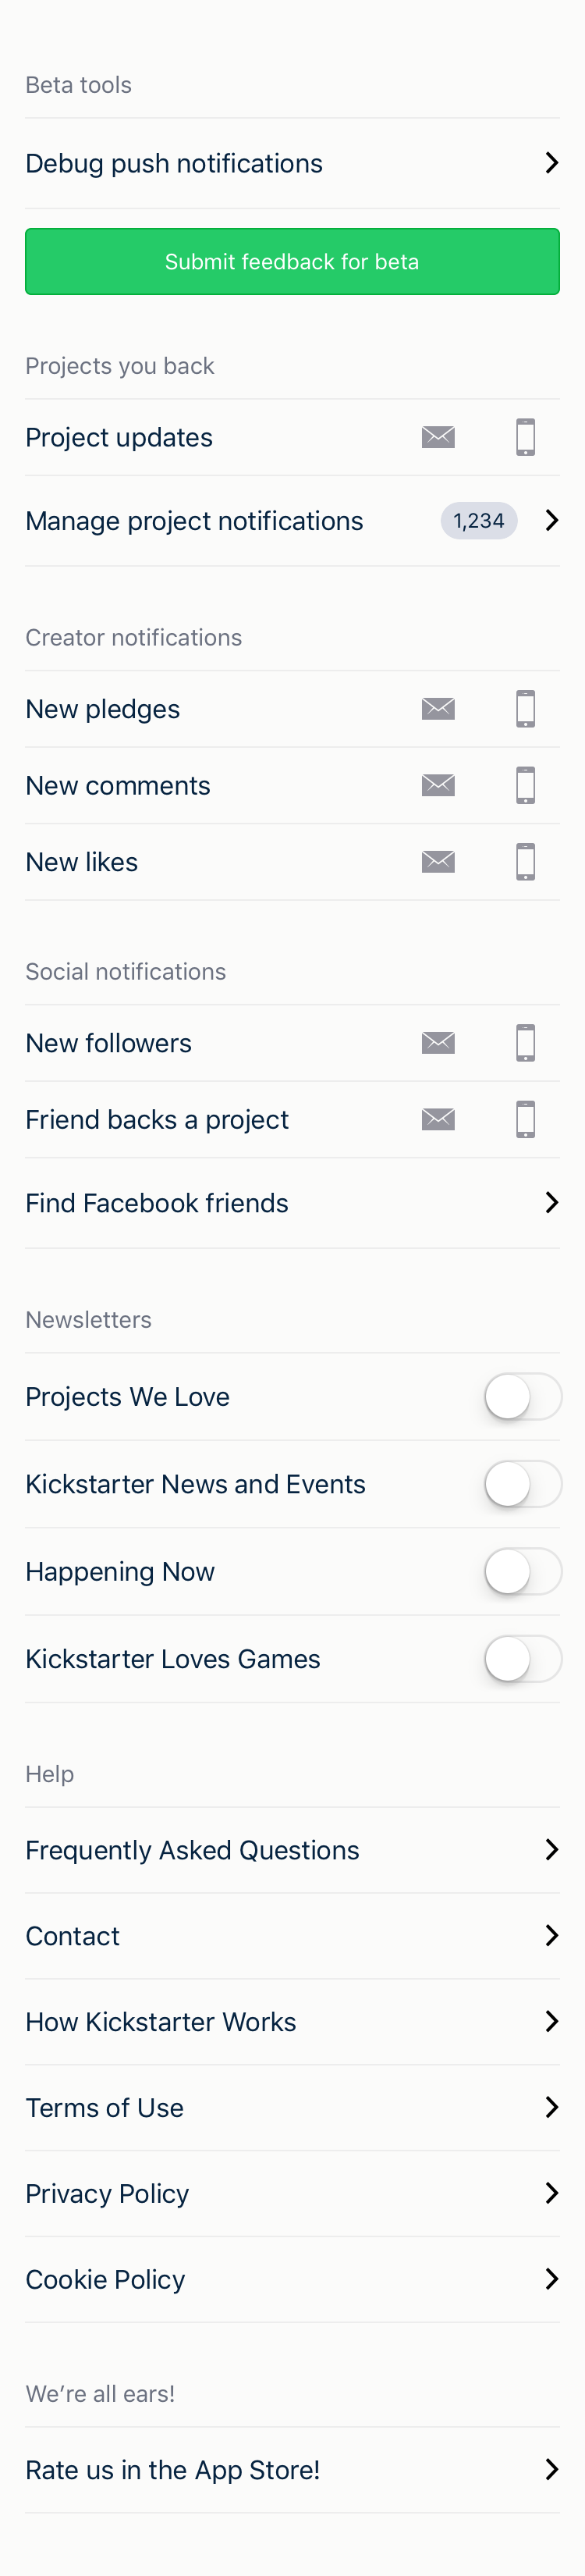 Beta tools
Debug push notifications
Submit feedback for beta
Projects you back
Project updates
Manage project notifications 1,234
Creator notifications
New pledges
New comments
New likes
Social notifications
New followers
Friend backs a project
Find Facebook friends
Newsletters
Projects We Love
Kickstarter News and Events
Happening Now
Kickstarter Loves Games
Help
Frequently Asked Questions
Contact
How Kickstarter Works
Terms of Use
Privacy Policy
Cookie Policy
We’re all ears!
Rate us in the App Store!